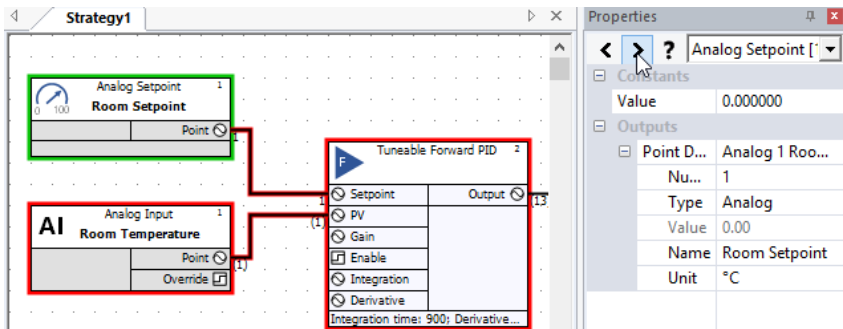 Strategy1
Analog Setpoint 1
Room Setpoint
0 100
Point
1
Analog Input 1
AI Room Temperature
Point
(1)
Override
Tuneable Forward PID 2
F
1 Setpoint Output (13)
(1) PV
Gain
Enable
Integration
Derivative
Integration time: 900; Derivative...
Properties
? Analog Setpoint ['
Constants
Value 0.000000
Outputs
Point D... Analog 1 Roo...
Nu... 1
Type Analog
Value 0.00
Name Room Setpoint
Unit °C